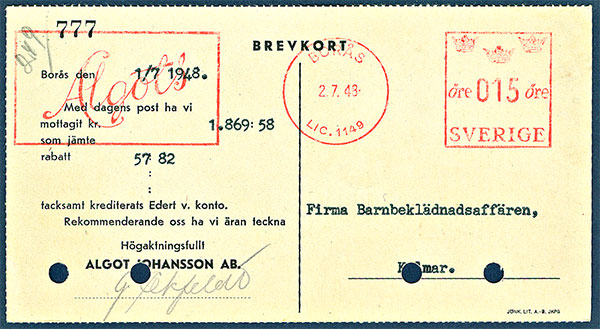 777
Algots
Borås den 1/7 1948.
Med dagens post ha vi
mottagit kr. 1.869:58
som jämte
rabatt 57:82
:
:
tacksamt krediterats Edert v. konto.
Rekommenderande oss ha vi äran teckna
Högaktningsfullt
ALGOT JOHANSSON AB.
BREVKORT
BORÅS
2.7.48.
LIC. 1149
öre 015 öre
SVERIGE
Firma Barnbeklädnadsaffären,
Kalmar.
JÖNK. LIT. A.-B. JKPG